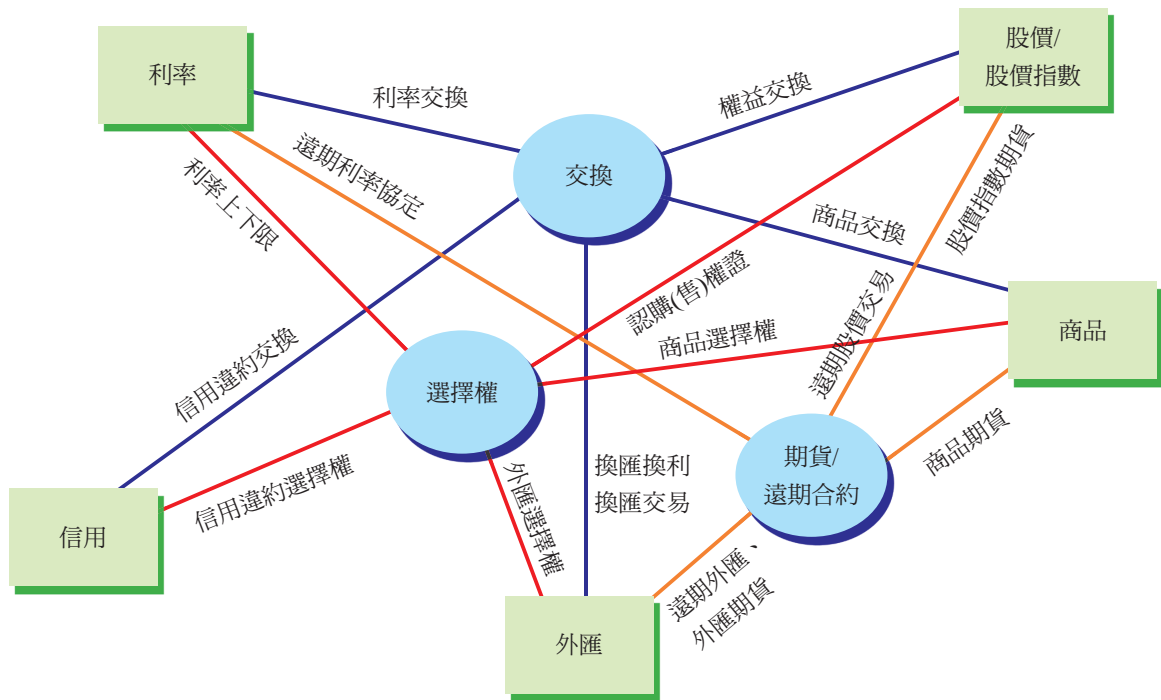 利率
股價/
股價指數
利率交換
權益交換
遠期利率協定
交換
股價指數期貨
利率上下限
商品交換
認購(售)權證
遠期股價交易
商品選擇權
商品
信用違約交換
選擇權
商品期貨
期貨/
遠期合約
換匯換利
換匯交易
信用違約選擇權
外匯選擇權
信用
遠期外匯、
外匯期貨
外匯